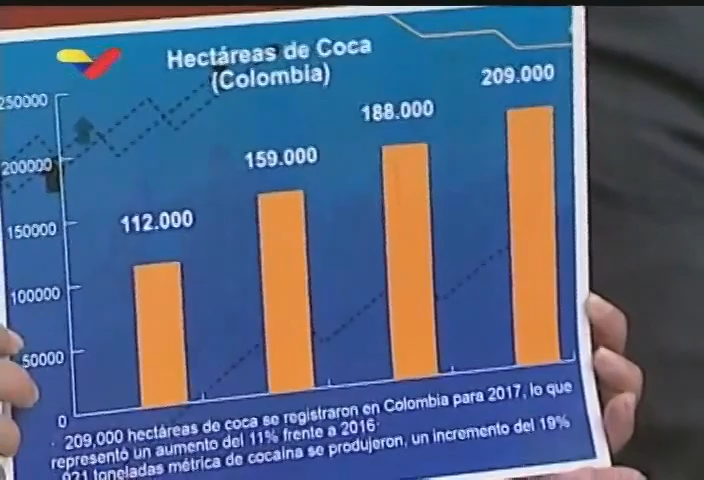 Hectáreas de Coca
(Colombia)
250000
200000
150000
100000
50000
0
112.000
159.000
188.000
209.000
209,000 hectáreas de coca se registraron en Colombia para 2017, lo que
representó un aumento del 11% frente a 2016
921 toneladas métrica de cocaína se produjeron, un incremento del 19%